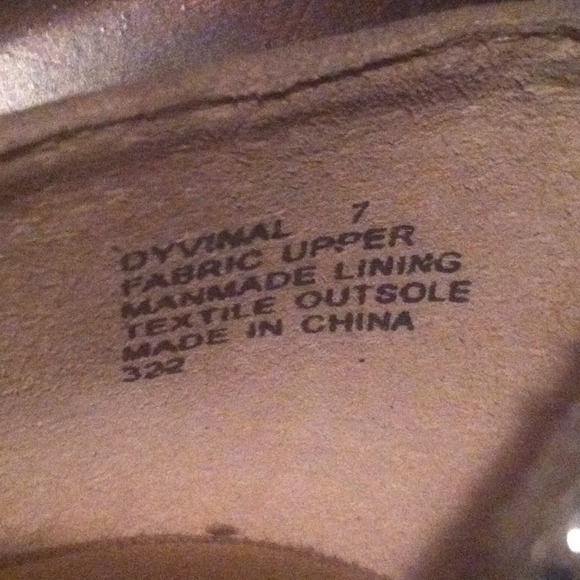 DYVINAL 7
FABRIC UPPER
MANMADE LINING
TEXTILE OUTSOLE
MADE IN CHINA
322